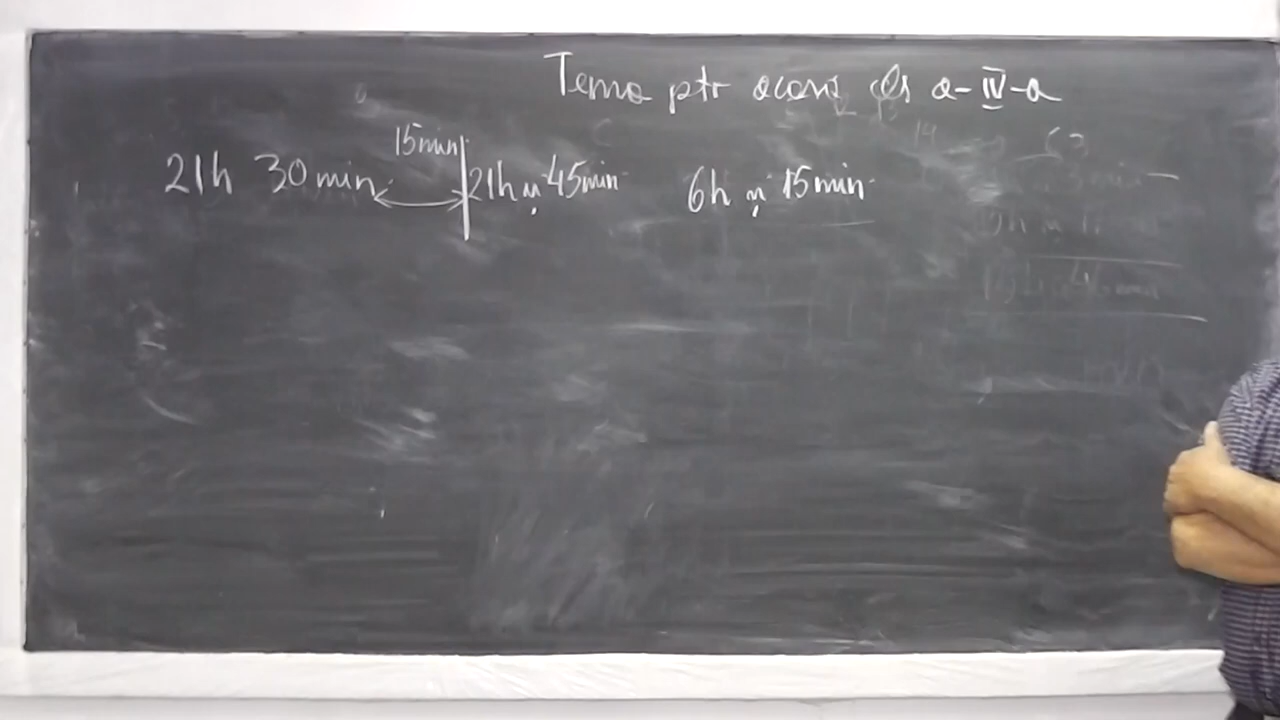 Tema ptr acasă cls a-IV-a
15min
21h 30min 21h și 45min 6h și 15min